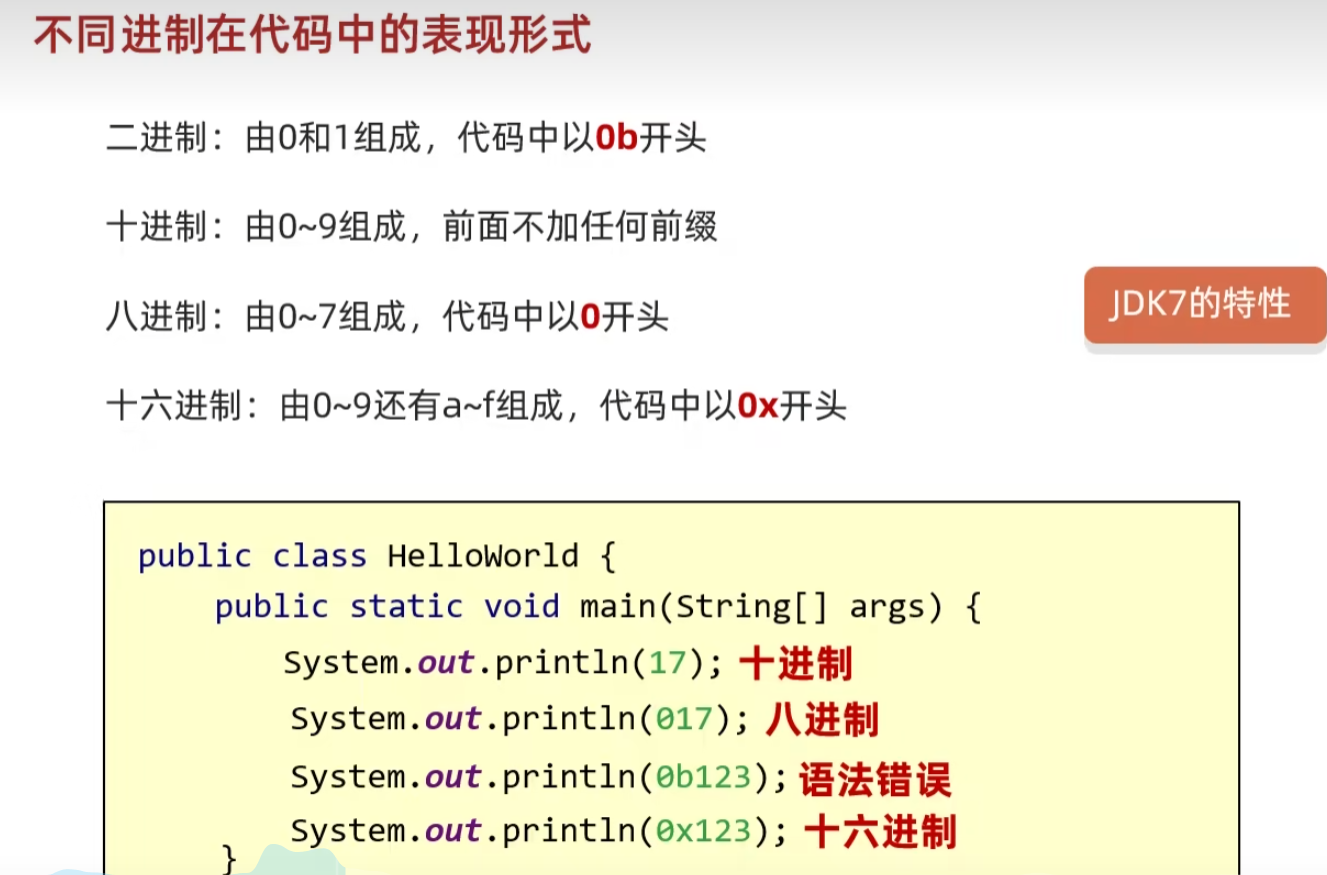 不同进制在代码中的表现形式
二进制：由0和1组成，代码中以0b开头
十进制：由0~9组成，前面不加任何前缀
八进制：由0~7组成，代码中以0开头
JDK7的特性
十六进制：由0~9还有a~f组成，代码中以0x开头
public class HelloWorld {
public static void main(String[] args) {
System.out.println(17); 十进制
System.out.println(017); 八进制
System.out.println(0b123); 语法错误
System.out.println(0x123); 十六进制
}